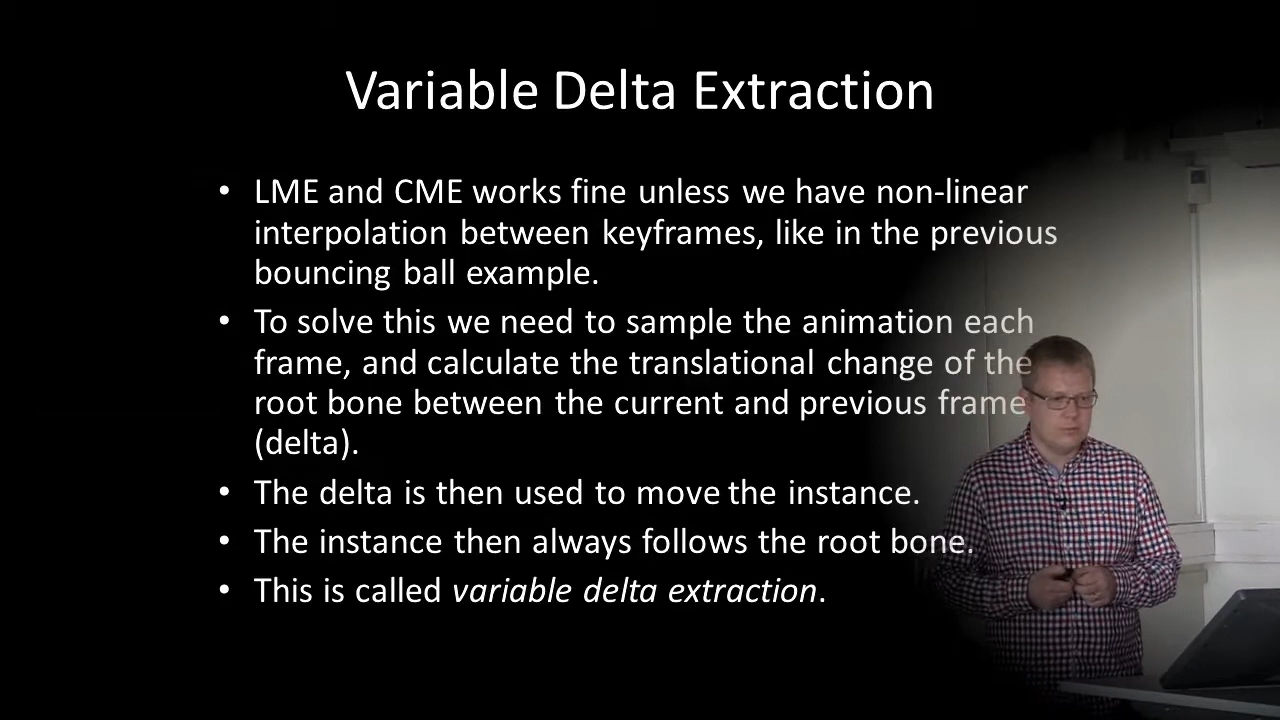 Variable Delta Extraction
• LME and CME works fine unless we have non-linear
interpolation between keyframes, like in the previous
bouncing ball example.
• To solve this we need to sample the animation each
frame, and calculate the translational change of the
root bone between the current and previous frame
(delta).
• The delta is then used to move the instance.
• The instance then always follows the root bone.
• This is called variable delta extraction.